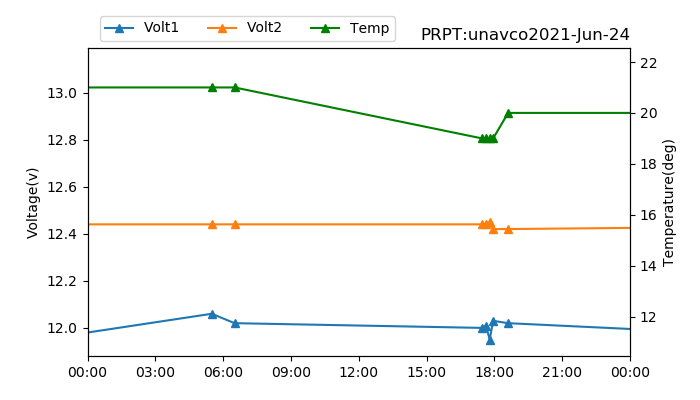 Volt1 Volt2 Temp
PRPT:unavco2021-Jun-24
Voltage(v)
13.0
12.8
12.6
12.4
12.2
12.0
22
20
18
16
14
12
Temperature(deg)
00:00 03:00 06:00 09:00 12:00 15:00 18:00 21:00 00:00